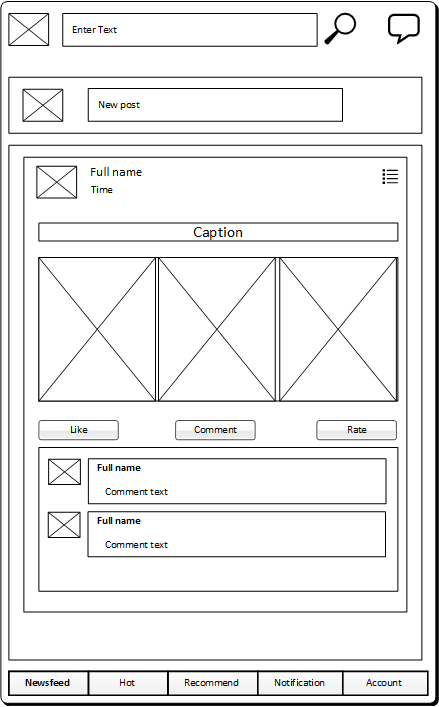 Enter Text
New post
Full name
Time
Caption
Like
Comment
Rate
Full name
Comment text
Full name
Comment text
Newsfeed
Hot
Recommend
Notification
Account